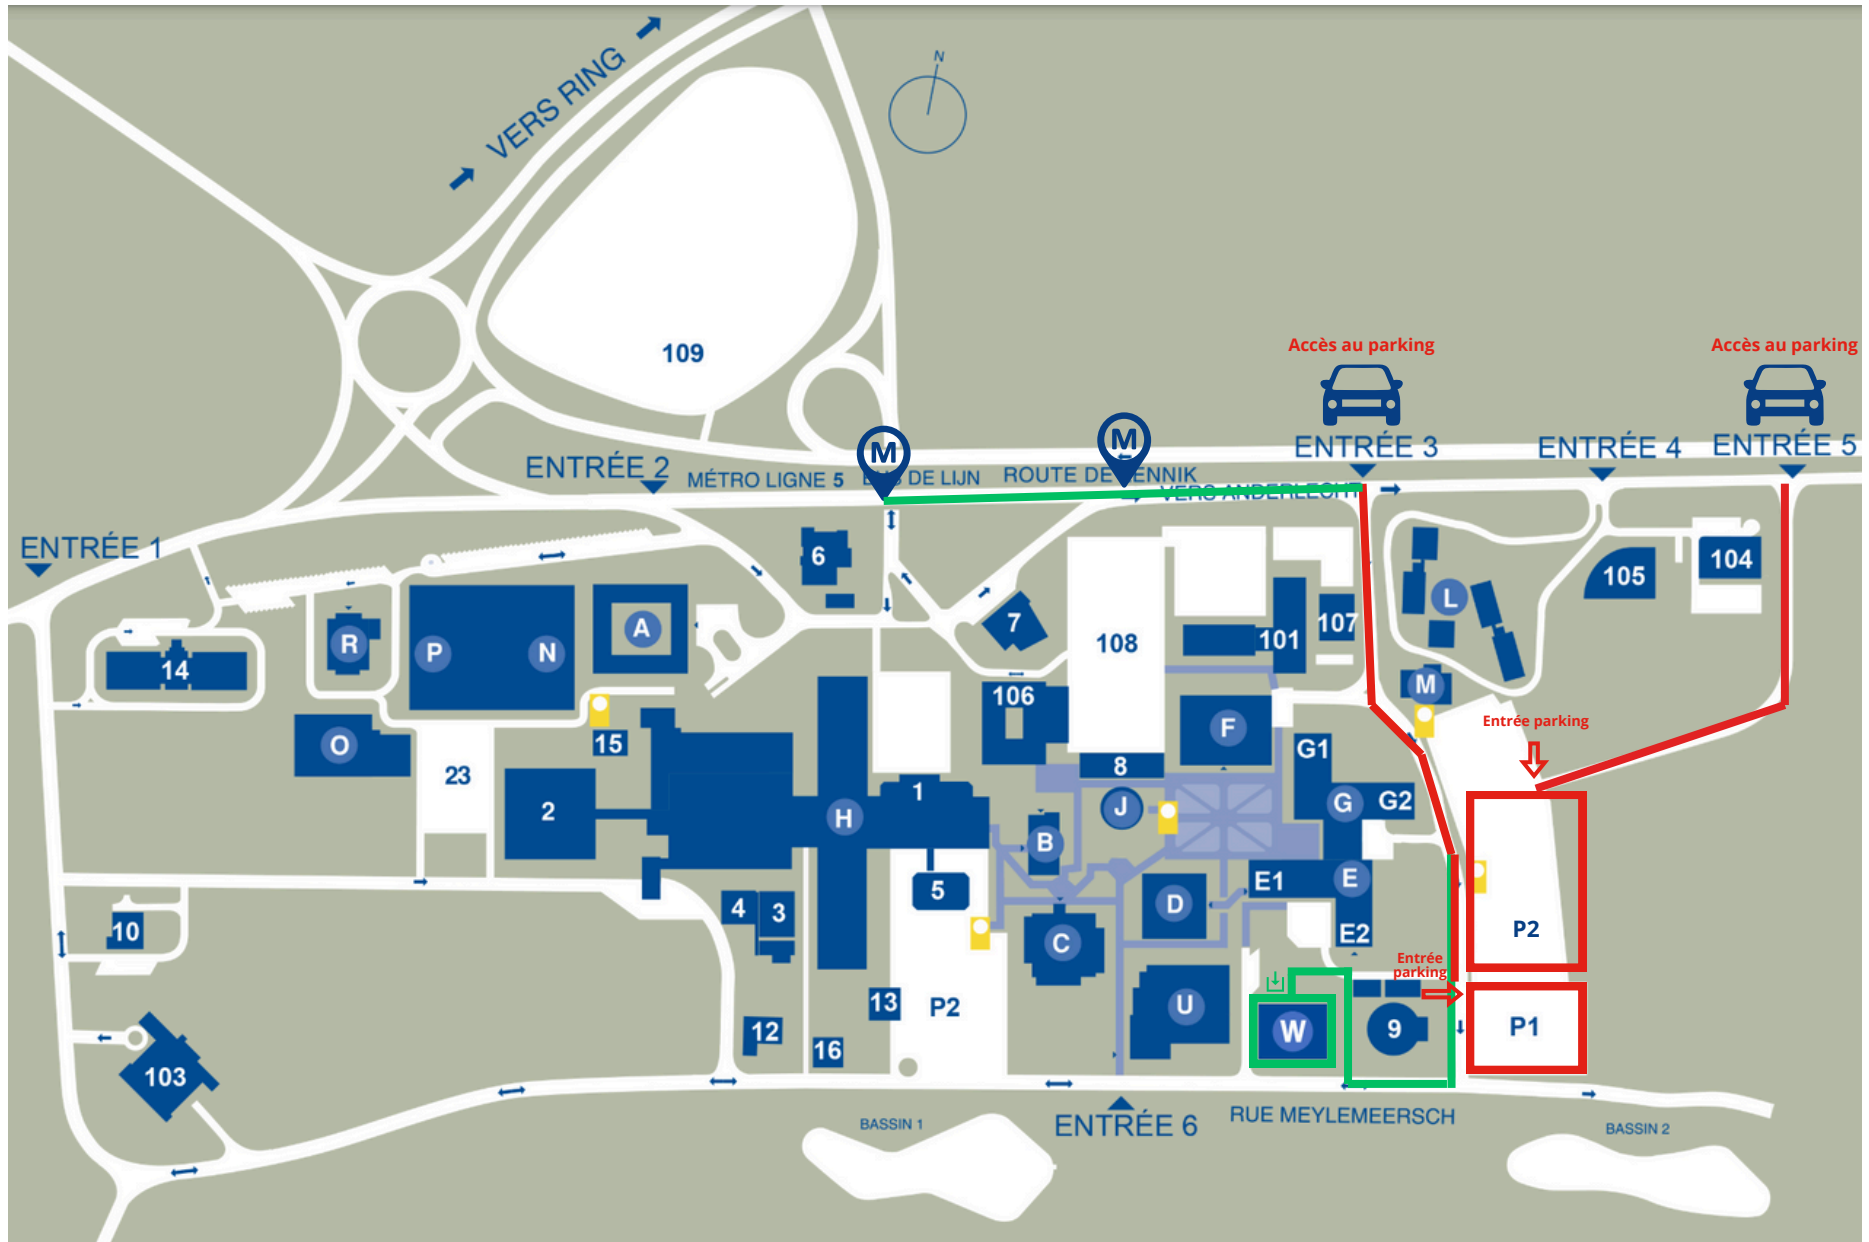 N
VERS RING
109
Accès au parking
Accès au parking
M
M
ENTRÉE 1
ENTRÉE 2
ENTRÉE 3
ENTRÉE 4
ENTRÉE 5
MÉTRO LIGNE 5
DE LIJN
ROUTE DE LENNIK
VERS ANDERLECHT
6
7
108
101
107
L
105
104
14
R
P
N
A
M
106
F
O
15
23
2
H
1
8
J
G1
G
G2
Entrée parking
B
5
4
3
10
C
D
E1
E
E2
P2
Entrée
parking
103
12
16
13
P2
U
W
9
P1
RUE MEYLEMEERSCH
ENTRÉE 6
BASSIN 1
BASSIN 2